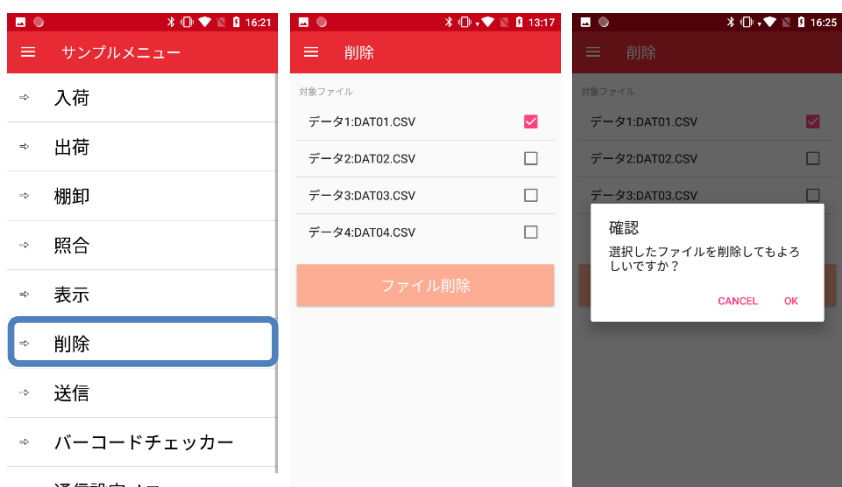 16:21
サンプルメニュー
入荷
出荷
棚卸
照合
表示
削除
送信
バーコードチェッカー
13:17
削除
対象ファイル
データ1:DAT01.CSV
データ2:DAT02.CSV
データ3:DAT03.CSV
データ4:DAT04.CSV
ファイル削除
16:25
削除
対象ファイル
データ1:DAT01.CSV
データ2:DAT02.CSV
データ3:DAT03.CSV
確認
選択したファイルを削除してもよろ
しいですか？
CANCEL OK